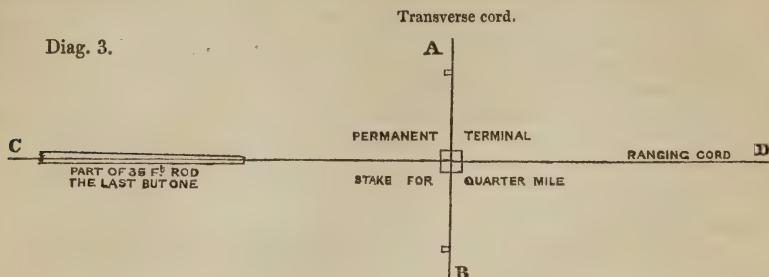 Transverse cord.
Diag. 3.
A
PERMANENT TERMINAL
C
RANGING CORD D
PART OF 36 Ft. ROD
THE LAST BUT ONE
STAKE FOR QUARTER MILE
B